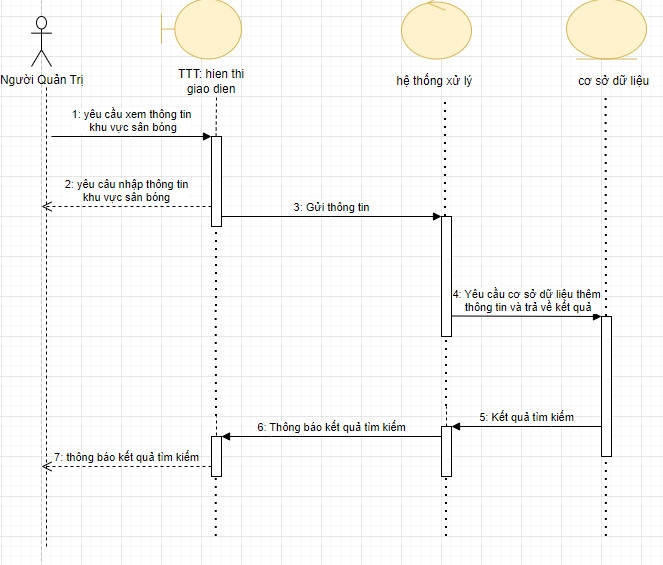 Người Quản Trị
TTT: hien thi
giao dien
hệ thống xử lý
cơ sở dữ liệu
1: yêu cầu xem thông tin
khu vực sân bóng
2: yêu câu nhập thông tin
khu vực sân bóng
3: Gửi thông tin
4: Yêu cầu cơ sở dữ liệu thêm
thông tin và trả về kết quả
5: Kết quả tìm kiếm
6: Thông báo kết quả tìm kiếm
7: thông báo kết quả tìm kiếm